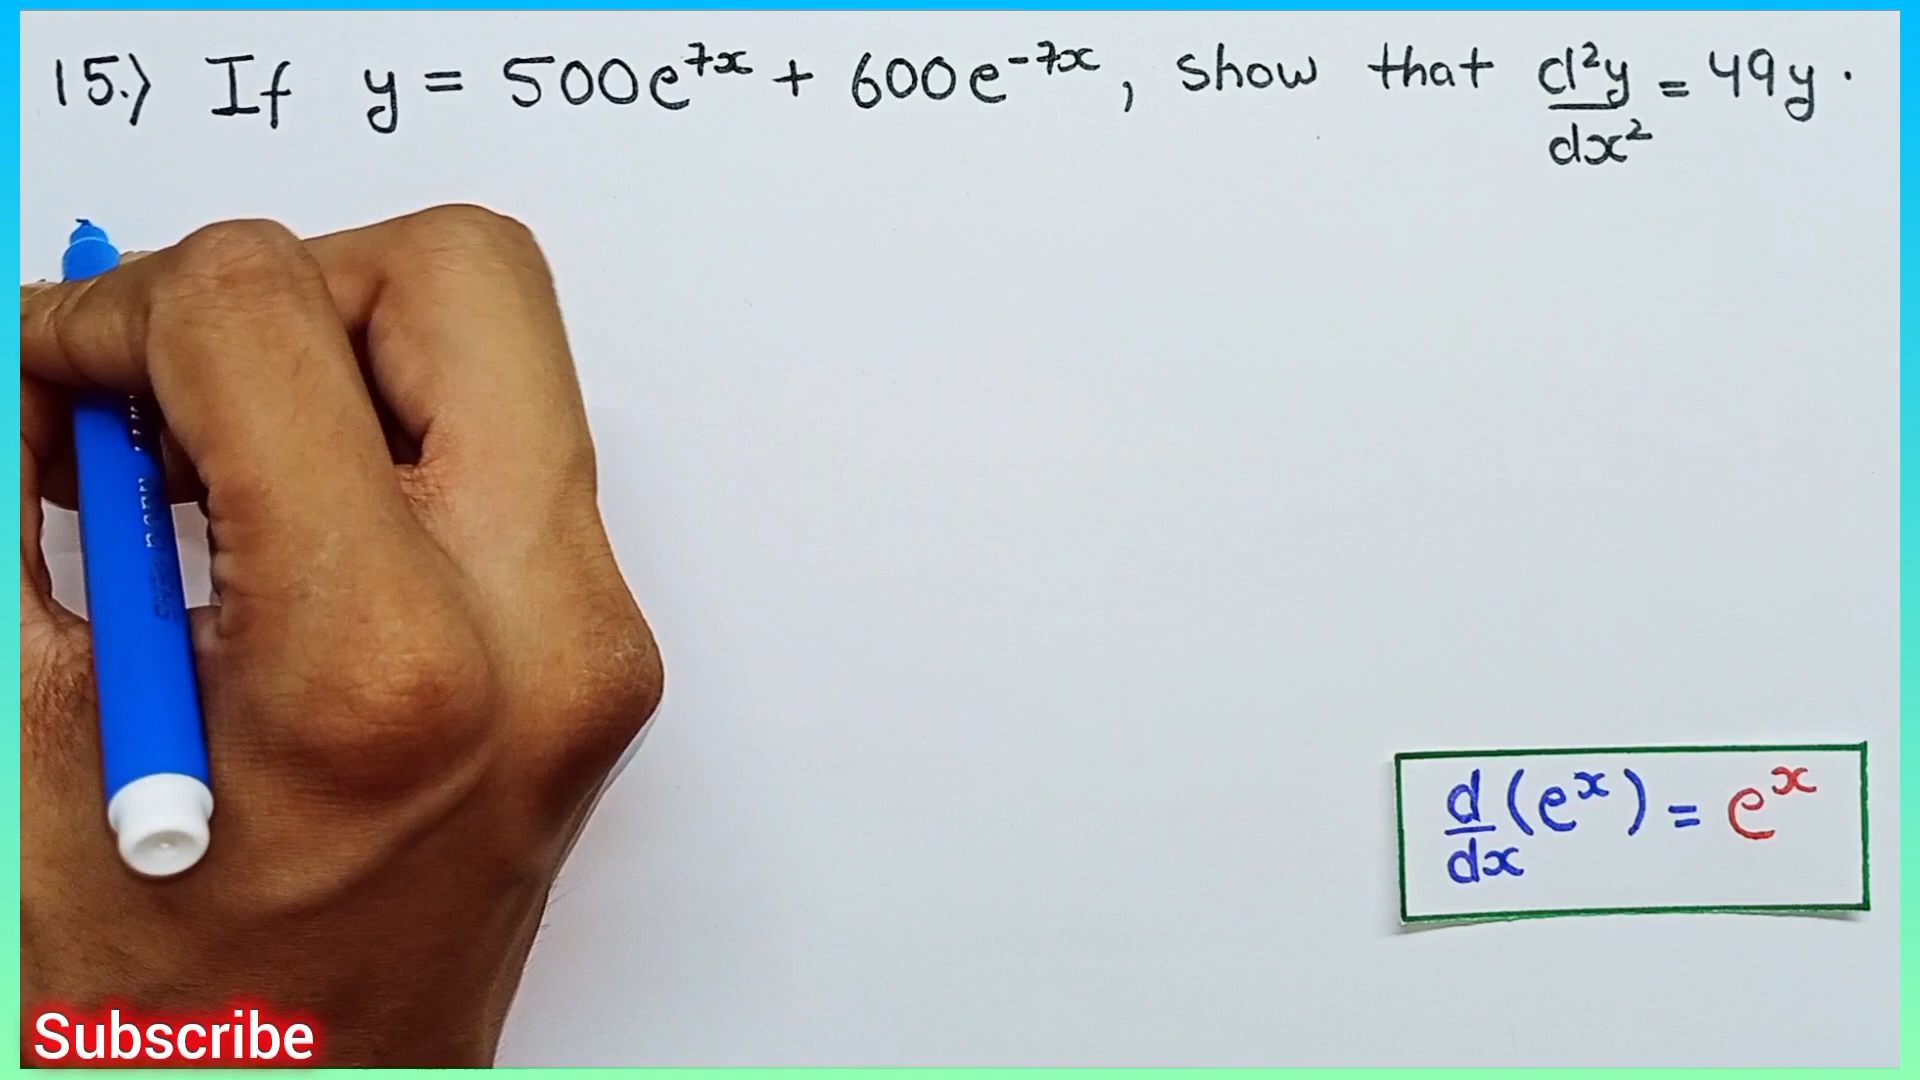 15.) If y = 500e^{7x} + 600e^{-7x}, show that d²y/dx² = 49y.
d/dx (e^x) = e^x
Subscribe